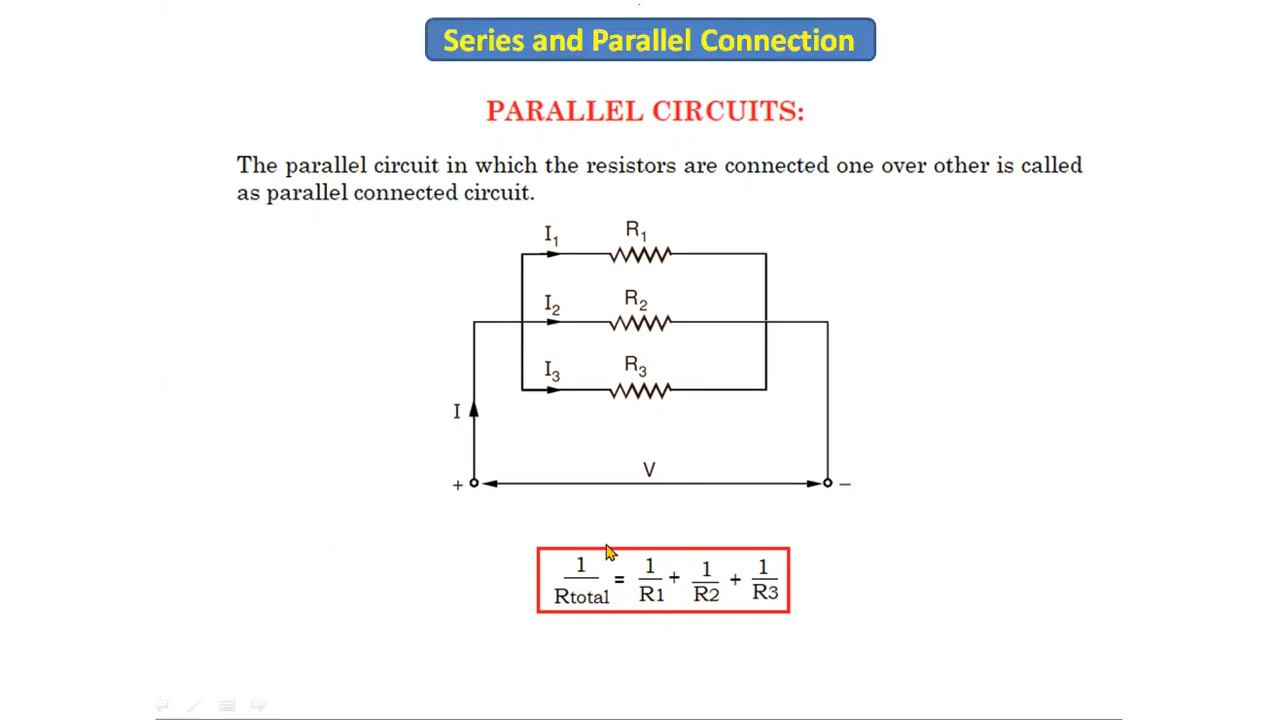 Series and Parallel Connection
PARALLEL CIRCUITS:
The parallel circuit in which the resistors are connected one over other is called
as parallel connected circuit.
I1 R1
I2 R2
I3 R3
I
V
+ −
1/Rtotal = 1/R1 + 1/R2 + 1/R3